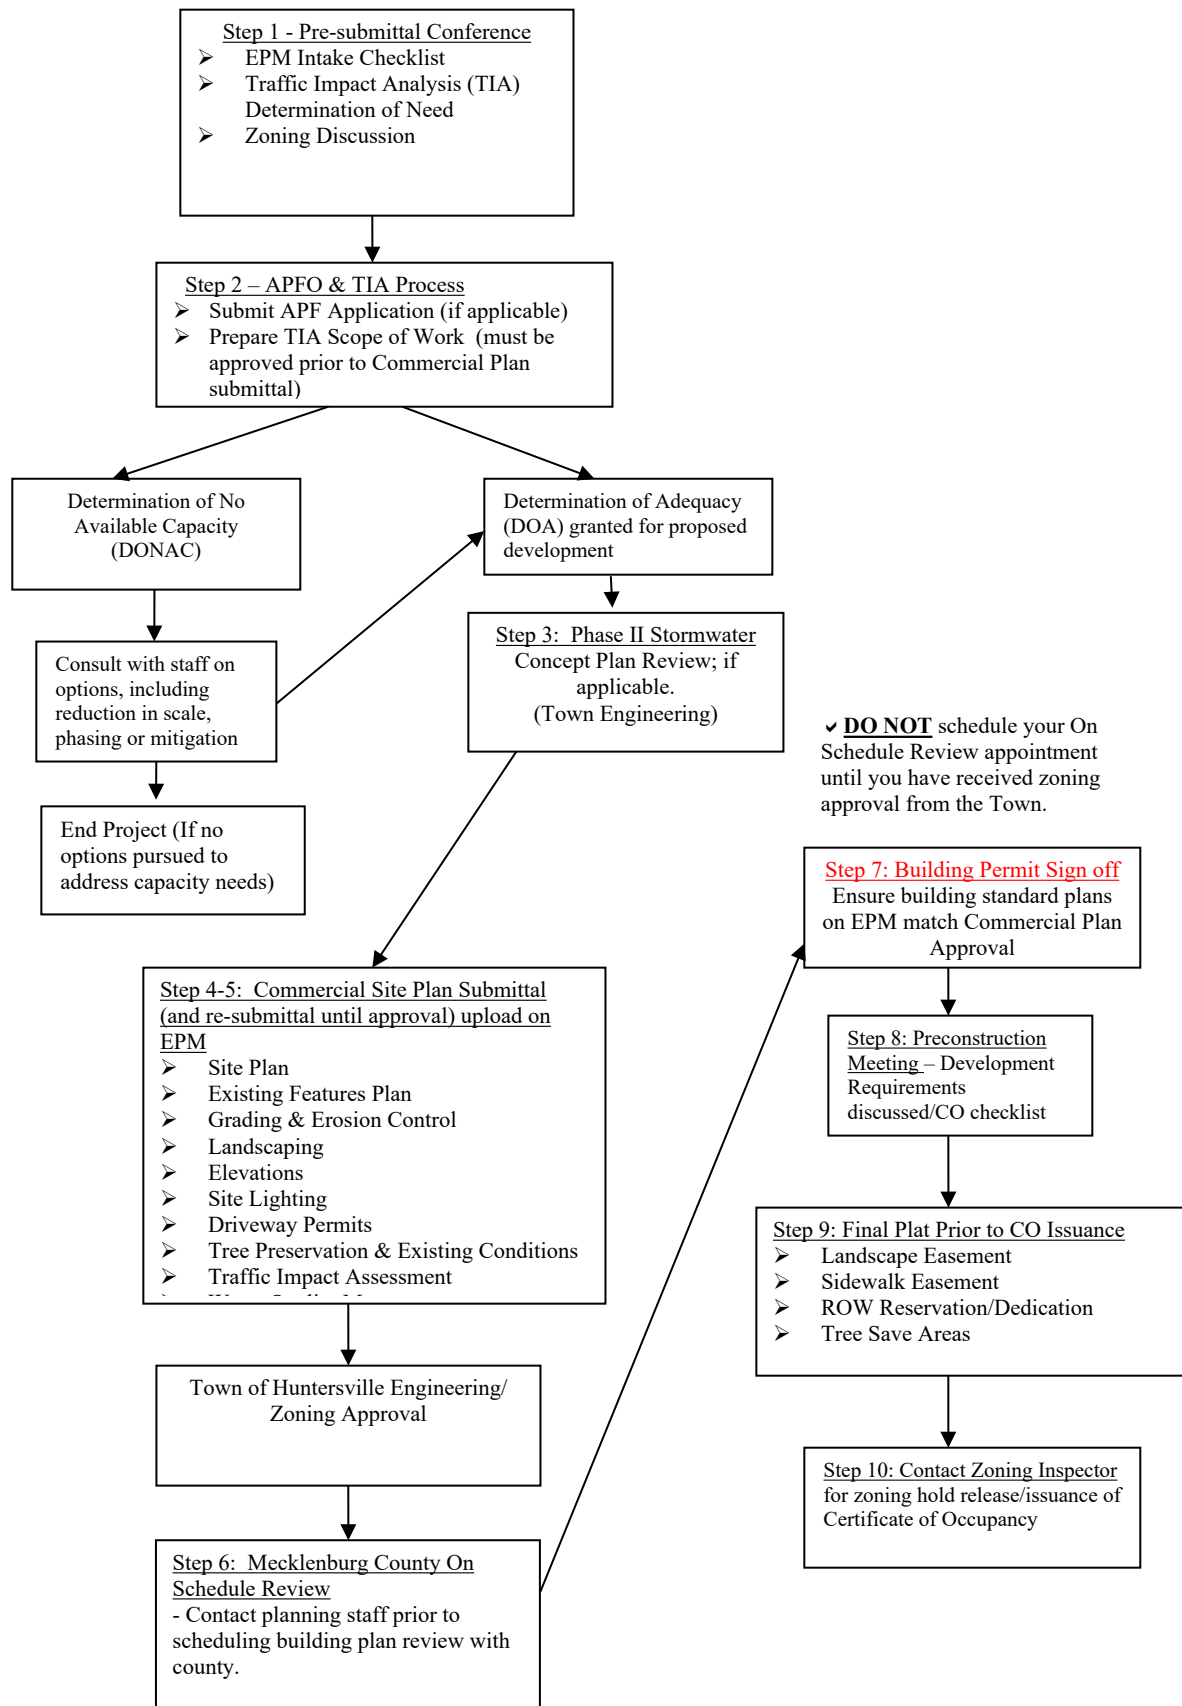 Step 1 - Pre-submittal Conference
➢ EPM Intake Checklist
➢ Traffic Impact Analysis (TIA)
Determination of Need
➢ Zoning Discussion
Step 2 – APFO & TIA Process
➢ Submit APF Application (if applicable)
➢ Prepare TIA Scope of Work (must be
approved prior to Commercial Plan
submittal)
Determination of No
Available Capacity
(DONAC)
Determination of Adequacy
(DOA) granted for proposed
development
Consult with staff on
options, including
reduction in scale,
phasing or mitigation
End Project (If no
options pursued to
address capacity needs)
Step 3: Phase II Stormwater
Concept Plan Review; if
applicable.
(Town Engineering)
Step 4-5: Commercial Site Plan Submittal
(and re-submittal until approval) upload on
EPM
➢ Site Plan
➢ Existing Features Plan
➢ Grading & Erosion Control
➢ Landscaping
➢ Elevations
➢ Site Lighting
➢ Driveway Permits
➢ Tree Preservation & Existing Conditions
➢ Traffic Impact Assessment
Town of Huntersville Engineering/
Zoning Approval
Step 6: Mecklenburg County On
Schedule Review
- Contact planning staff prior to
scheduling building plan review with
county.
✓ DO NOT schedule your On
Schedule Review appointment
until you have received zoning
approval from the Town.
Step 7: Building Permit Sign off
Ensure building standard plans
on EPM match Commercial Plan
Approval
Step 8: Preconstruction
Meeting – Development
Requirements
discussed/CO checklist
Step 9: Final Plat Prior to CO Issuance
➢ Landscape Easement
➢ Sidewalk Easement
➢ ROW Reservation/Dedication
➢ Tree Save Areas
Step 10: Contact Zoning Inspector
for zoning hold release/issuance of
Certificate of Occupancy